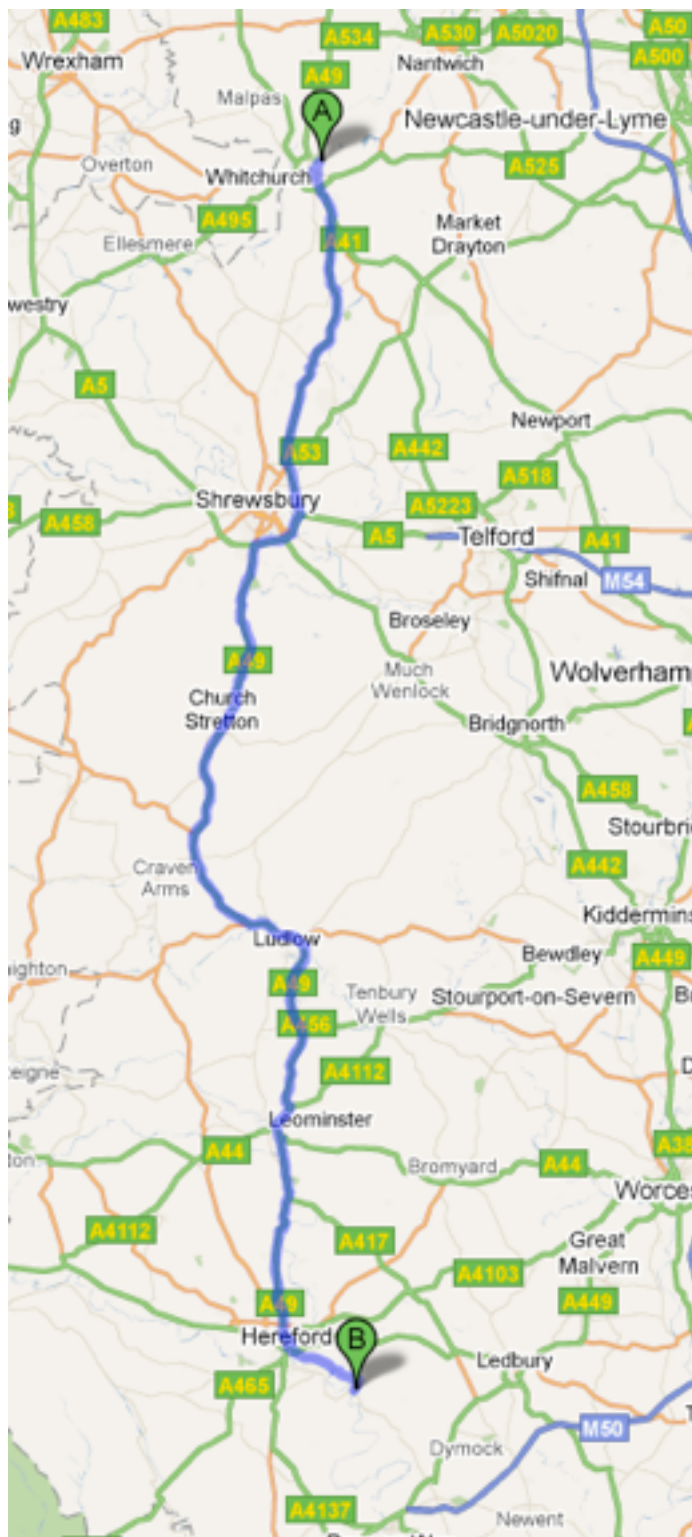 A483
A534
A530
A5020
A50
A500
Wrexham
Nantwich
A49
Malpas
A
Newcastle-under-Lyme
g
Overton
Whitchurch
A525
A495
Market
Drayton
Ellesmere
A41
westry
A5
Newport
A53
A442
A518
Shrewsbury
A5223
A458
A5
Telford
A41
Shifnal
M54
Broseley
A49
Much
Wenlock
Wolverham
Church
Stretton
Bridgnorth
A458
Stourbri
Craven
Arms
A442
Kiddermins
Ludlow
Bewdley
A449
ighton
A49
Tenbury
Wells
Stourport-on-Severn
A456
A4112
eigne
Leominster
A38
ton
A44
Bromyard
A44
Worces
A4112
A417
Great
Malvern
A4103
A49
A449
Hereford
B
Ledbury
A465
M50
Dymock
A4137
Newent